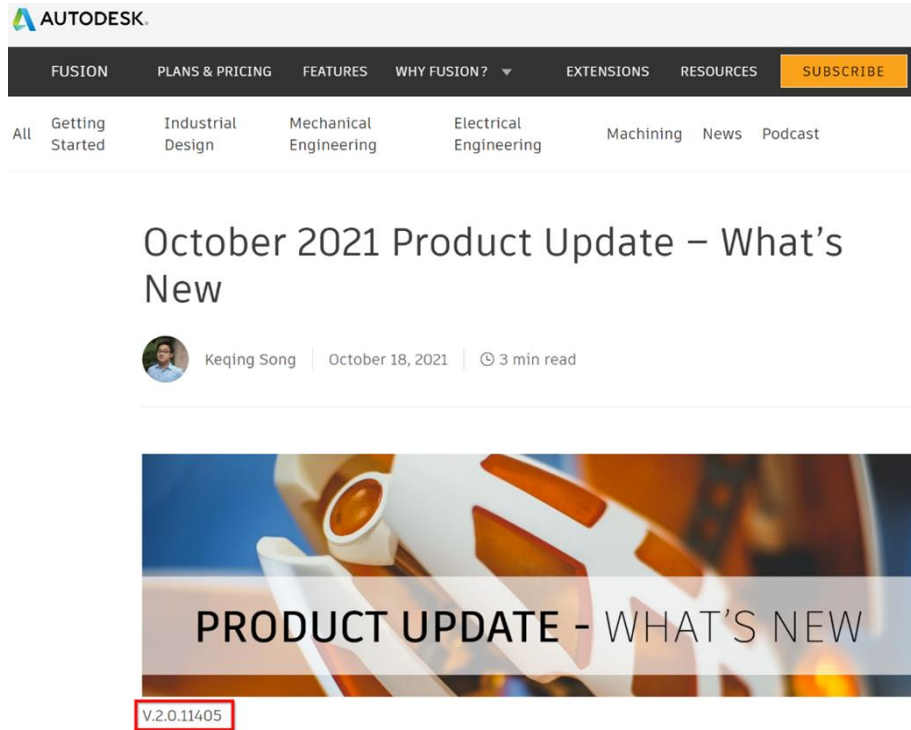 AUTODESK.
FUSION PLANS & PRICING FEATURES WHY FUSION? EXTENSIONS RESOURCES SUBSCRIBE
All Getting Started Industrial Design Mechanical Engineering Electrical Engineering Machining News Podcast
October 2021 Product Update – What's
New
Keqing Song October 18, 2021 3 min read
PRODUCT UPDATE - WHAT'S NEW
V.2.0.11405